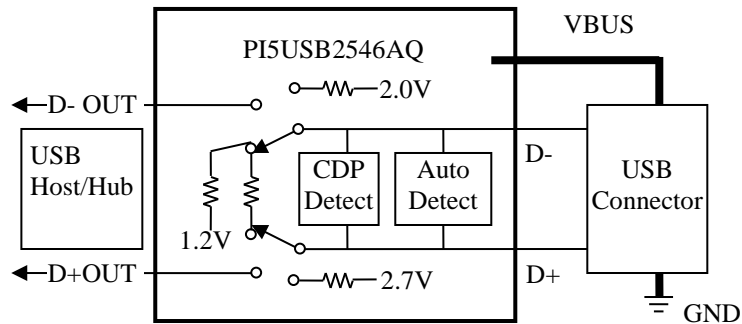 VBUS
PI5USB2546AQ
2.0V
D- OUT
D-
USB
Host/Hub
CDP
Detect
Auto
Detect
USB
Connector
1.2V
D+OUT
2.7V
D+
GND